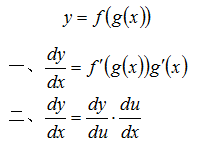 y = f(g(x))
一、dy/dx = f′(g(x))g′(x)
二、dy/dx = dy/du · du/dx